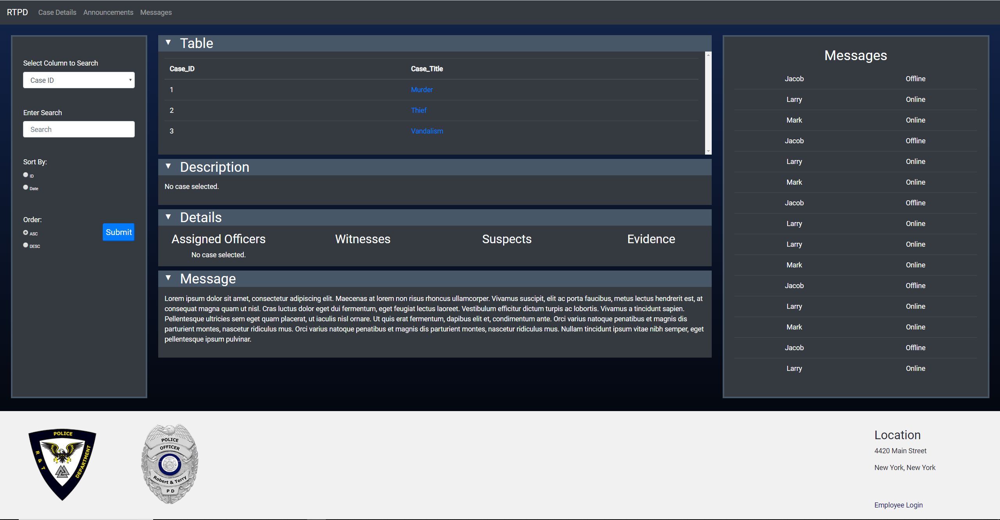 RTPD Case Details Announcements Messages
Select Column to Search
Case ID
Enter Search
Search
Sort By:
ID
Date
Order:
ASC
DESC
Submit
Table
Case_ID Case_Title
1 Murder
2 Thief
3 Vandalism
Description
No case selected.
Details
Assigned Officers Witnesses Suspects Evidence
No case selected.
Message
Lorem ipsum dolor sit amet, consectetur adipiscing elit. Maecenas at lorem non risus rhoncus ullamcorper. Vivamus suscipit, elit ac porta faucibus, metus lectus hendrerit est, at
consequat magna quam ut nisl. Cras luctus dolor eget dui fermentum, eget feugiat lectus laoreet. Vestibulum efficitur dictum turpis ac lobortis. Vivamus a tincidunt sapien.
Pellentesque ultricies sem eget quam placerat, ut iaculis nisl ornare. Ut quis erat fermentum, dapibus elit et, condimentum ante. Orci varius natoque penatibus et magnis dis
parturient montes, nascetur ridiculus mus. Orci varius natoque penatibus et magnis dis parturient montes, nascetur ridiculus mus. Nullam tincidunt ipsum vitae nibh semper, eget
pellentesque ipsum pulvinar.
Messages
Jacob Offline
Larry Online
Mark Online
Jacob Offline
Larry Online
Mark Online
Jacob Offline
Larry Online
Larry Online
Mark Online
Jacob Offline
Larry Online
Mark Online
Jacob Offline
Larry Online
POLICE
R & T
DEPARTMENT
POLICE
OFFICER
Robert & Terry
PD
Location
4420 Main Street
New York, New York
Employee Login